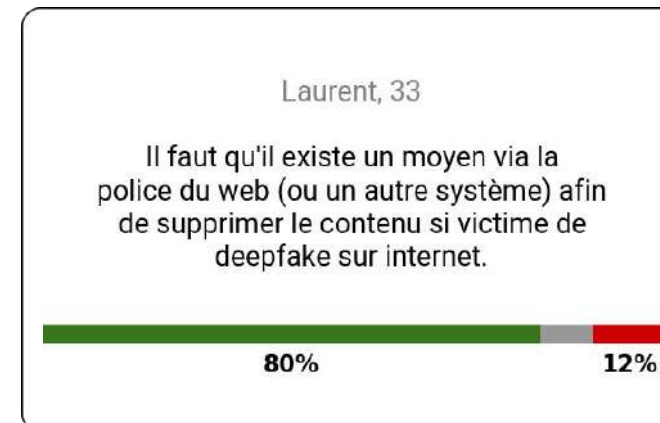 Laurent, 33
Il faut qu'il existe un moyen via la
police du web (ou un autre système) afin
de supprimer le contenu si victime de
deepfake sur internet.
80%
12%